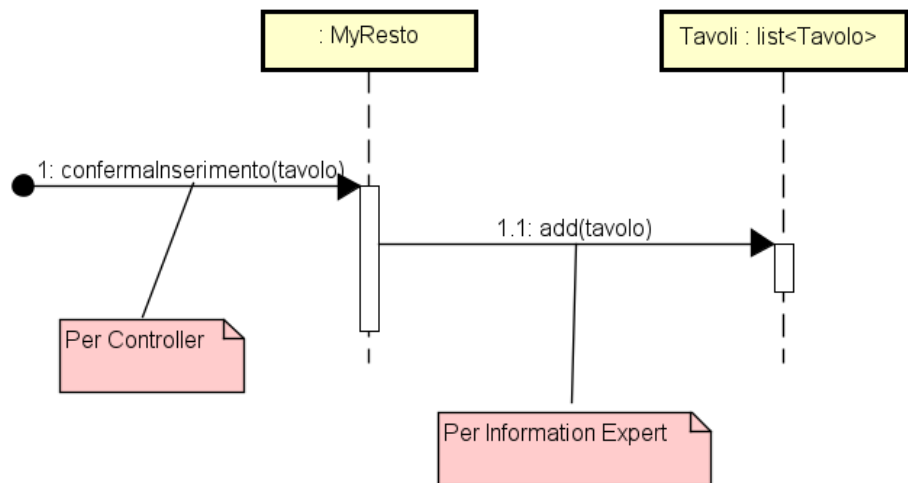 : MyResto
Tavoli : list<Tavolo>
1: confermaInserimento(tavolo)
1.1: add(tavolo)
Per Controller
Per Information Expert